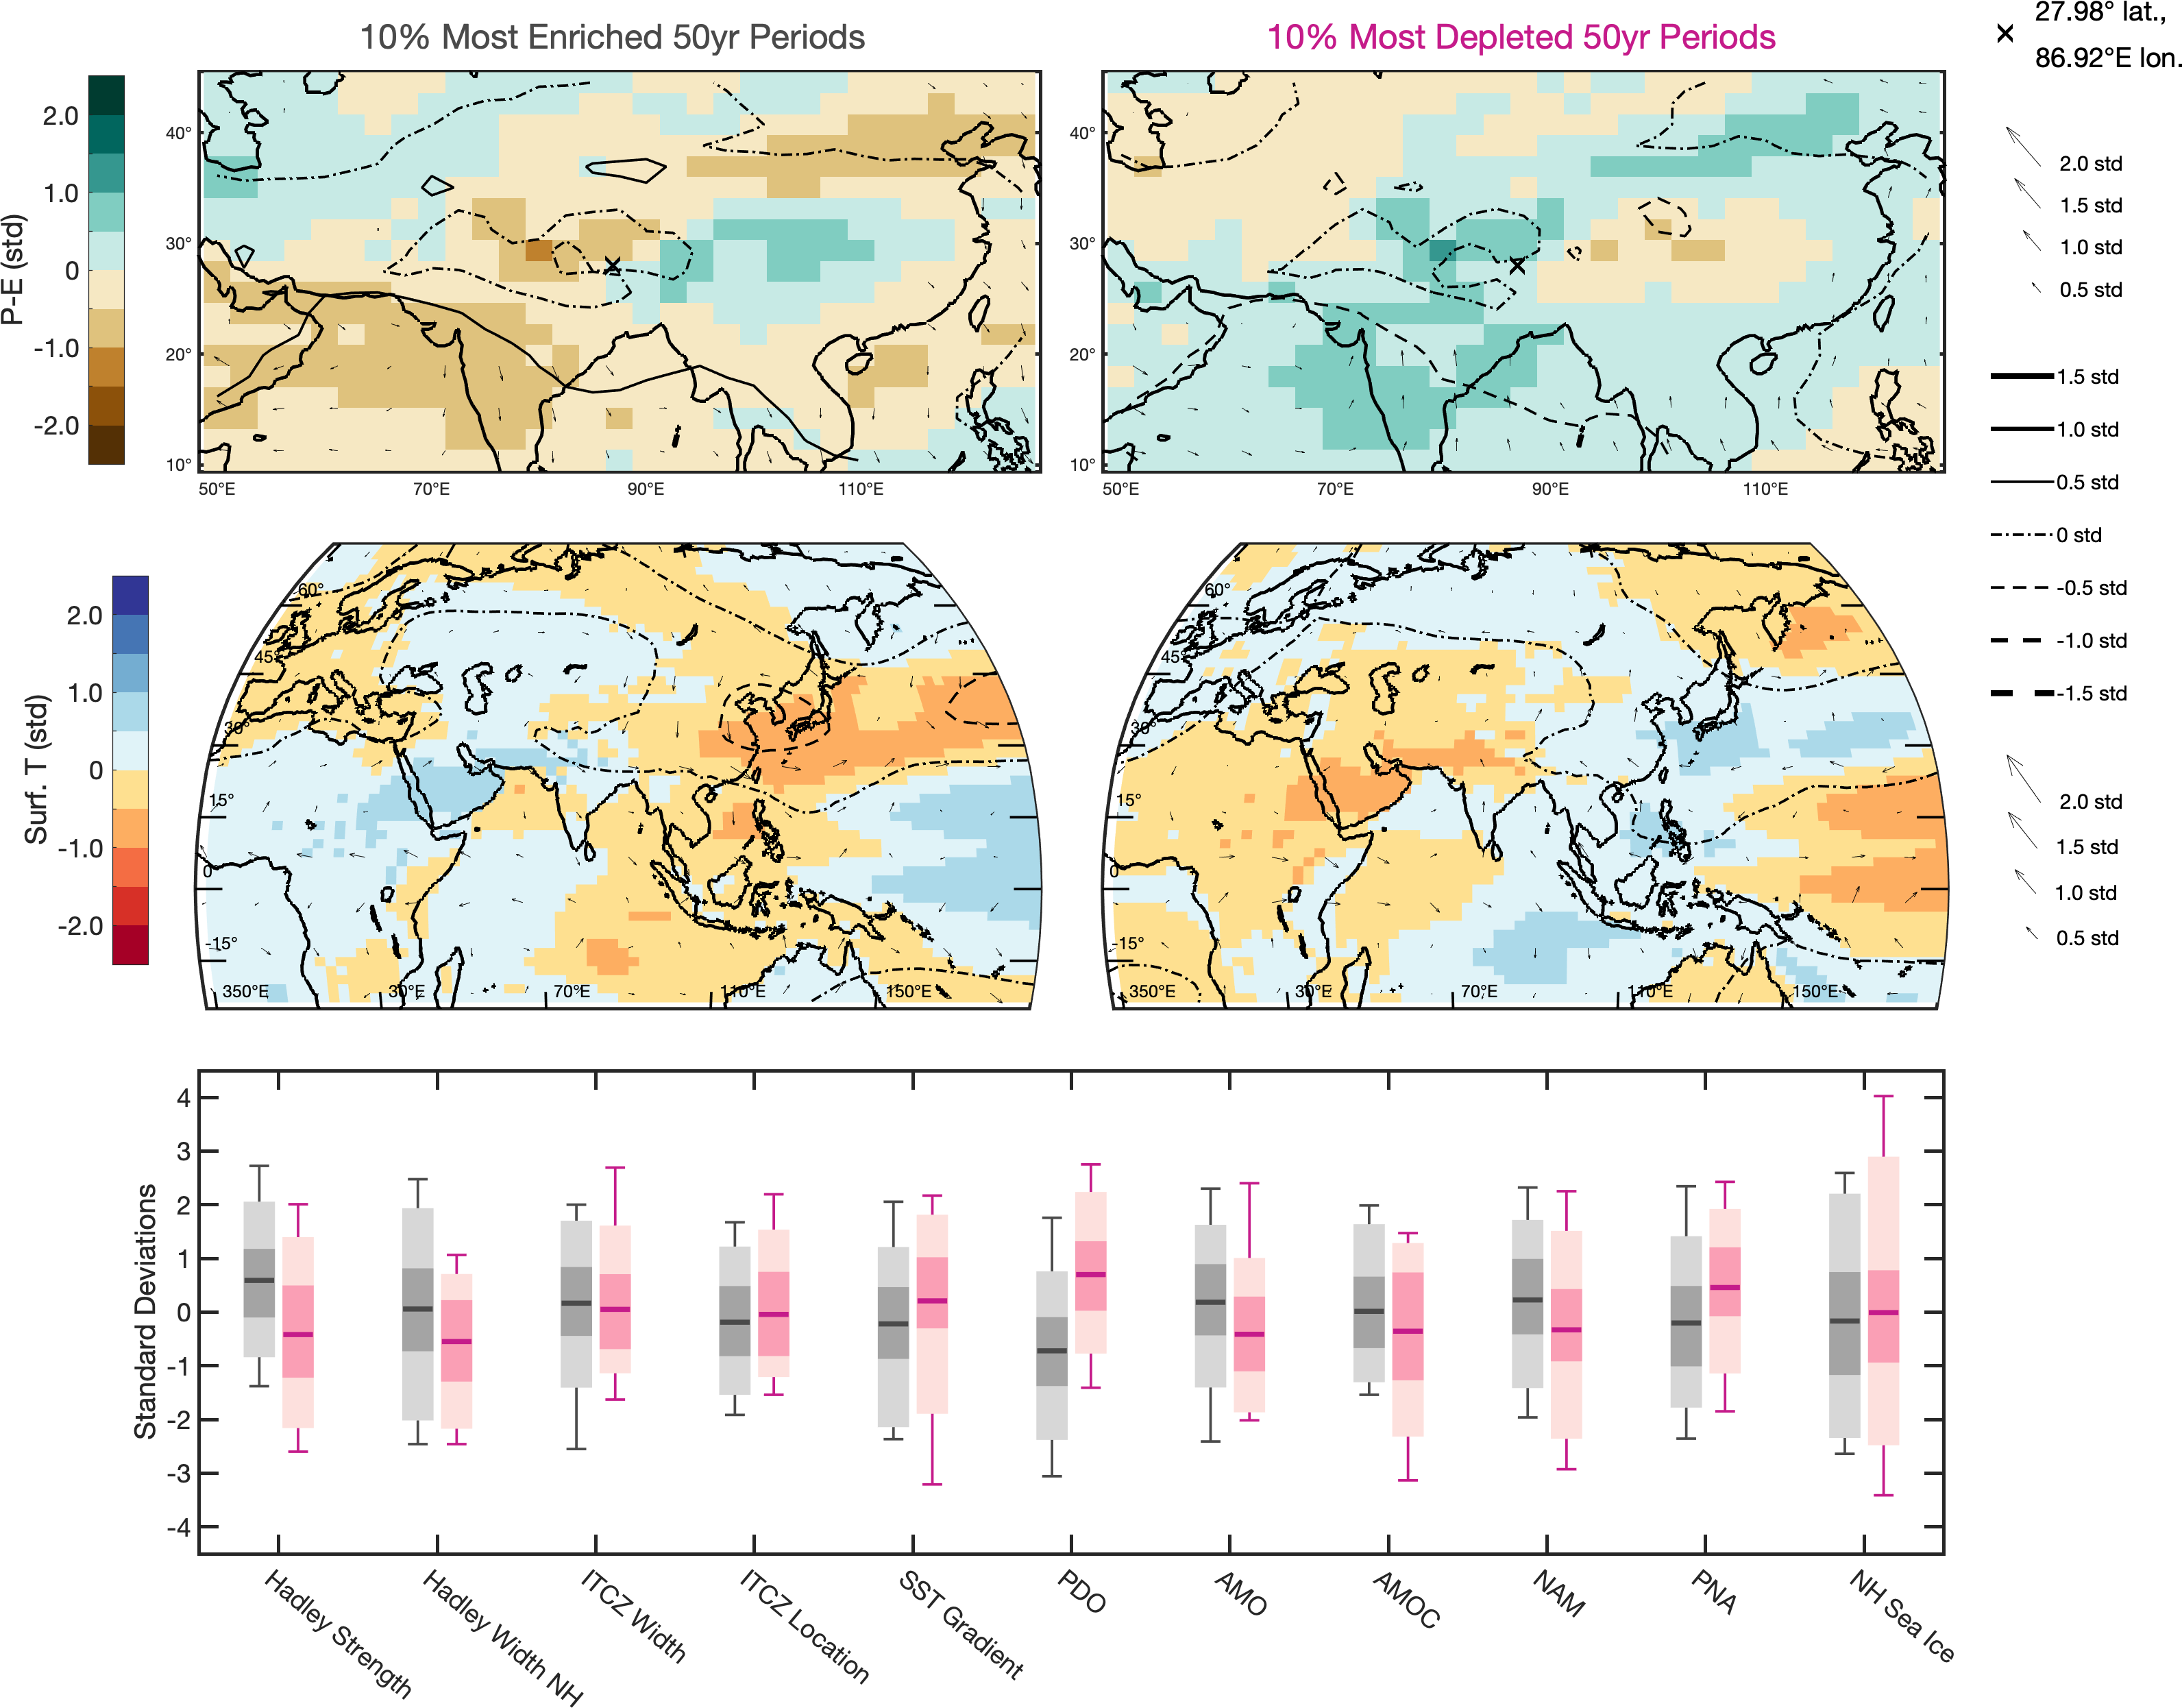 10% Most Enriched 50yr Periods
10% Most Depleted 50yr Periods
27.98° lat.,
86.92°E lon.
P-E (std)
2.0
1.0
0
-1.0
-2.0
40°
30°
20°
10°
50°E 70°E 90°E 110°E
40°
30°
20°
10°
50°E 70°E 90°E 110°E
2.0 std
1.5 std
1.0 std
0.5 std
1.5 std
1.0 std
0.5 std
0 std
-0.5 std
-1.0 std
-1.5 std
Surf. T (std)
2.0
1.0
0
-1.0
-2.0
60°
45°
30°
15°
0
-15°
350°E 30°E 70°E 110°E 150°E
60°
45°
30°
15°
0
-15°
350°E 30°E 70°E 110°E 150°E
2.0 std
1.5 std
1.0 std
0.5 std
Standard Deviations
4
3
2
1
0
-1
-2
-3
-4
Hadley Strength
Hadley Width NH
ITCZ Width
ITCZ Location
SST Gradient
PDO
AMO
AMOC
NAM
PNA
NH Sea Ice